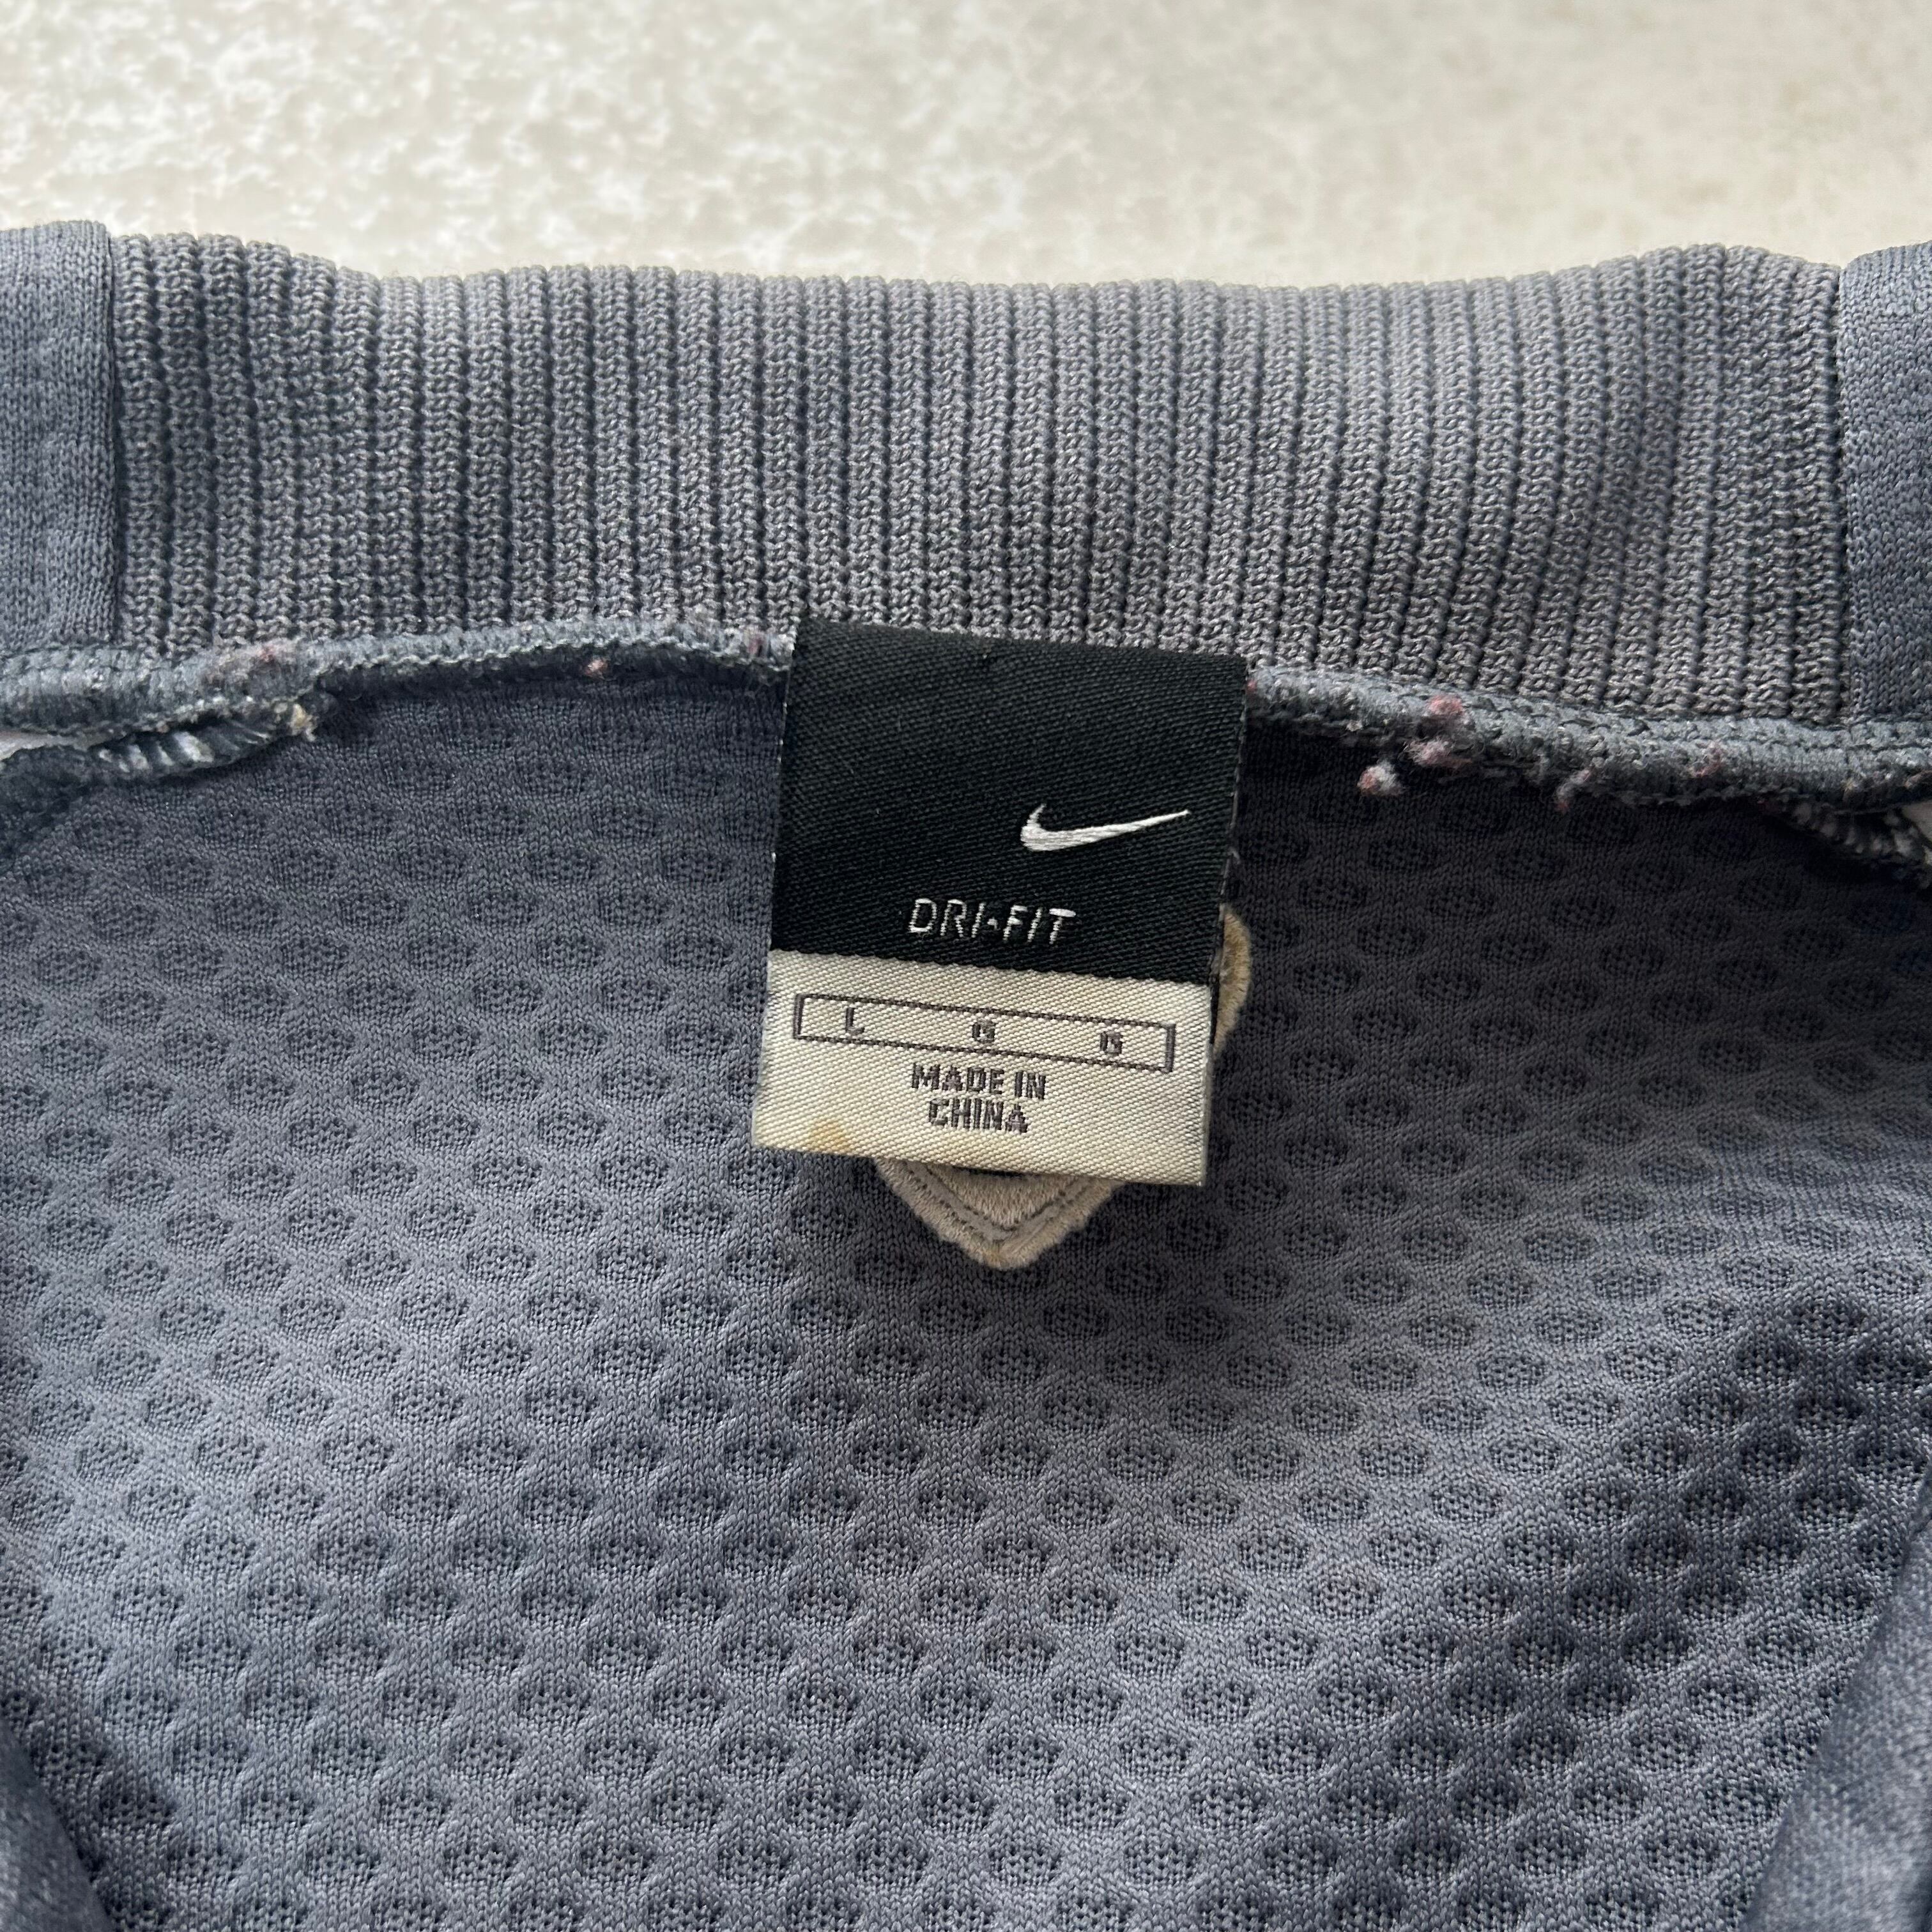 DRI-FIT
L G G
MADE IN
CHINA